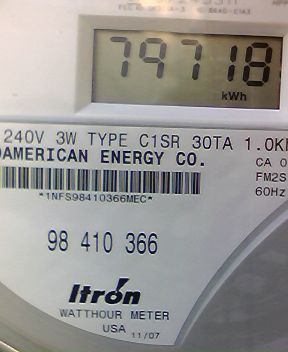 79718
kWh
240V 3W TYPE C1SR 30TA 1.0K
AMERICAN ENERGY CO.
CA 0
FM2S
60Hz
*1NFS98410366MEC*
98 410 366
Itrón
WATTHOUR METER
USA 11/07